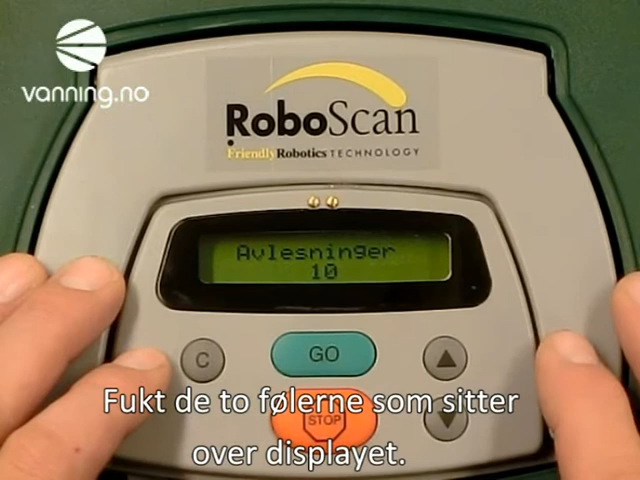 vanning.no
RoboScan
Friendly Robotics TECHNOLOGY
Avlesninger
10
C
GO
STOP
Fukt de to følerne som sitter
over displayet.